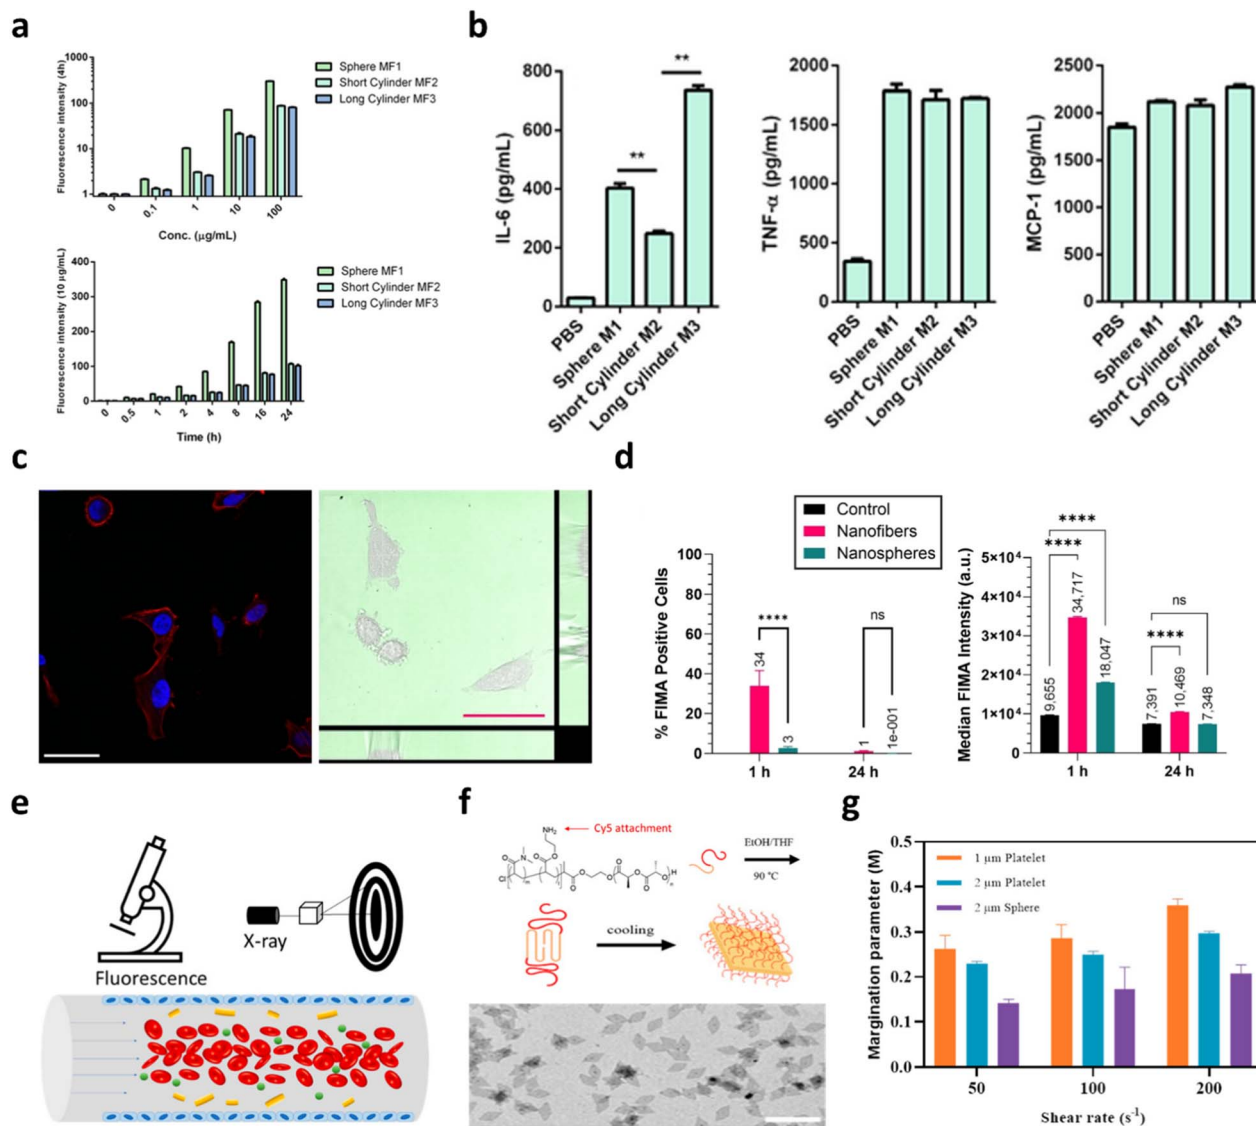 a
Fluorescence intensity (4h)
1000
100
10
1
0
0.1
1
10
100
Conc. (μg/mL)
Sphere MF1
Short Cylinder MF2
Long Cylinder MF3
Fluorescence intensity (10 μg/mL)
400
300
200
100
0
0
0.5
1
2
4
8
16
24
Time (h)
Sphere MF1
Short Cylinder MF2
Long Cylinder MF3
b
IL-6 (pg/mL)
800
600
400
200
0
**
**
PBS
Sphere M1
Short Cylinder M2
Long Cylinder M3
TNF-α (pg/mL)
2000
1500
1000
500
0
PBS
Sphere M1
Short Cylinder M2
Long Cylinder M3
MCP-1 (pg/mL)
2500
2000
1500
1000
500
0
PBS
Sphere M1
Short Cylinder M2
Long Cylinder M3
c
d
Control
Nanofibers
Nanospheres
% FIMA Positive Cells
100
80
60
40
20
0
****
34
3
ns
1
1e-001
1 h
24 h
Median FIMA Intensity (a.u.)
5×10⁴
4×10⁴
3×10⁴
2×10⁴
1×10⁴
0
****
****
9,655
34,717
18,047
ns
****
7,391
10,469
7,348
1 h
24 h
e
Fluorescence
X-ray
f
NH₂
Cy5 attachment
N
O
O
O
Cl
m
n
O
O
O
O
O
O
O
H
n
EtOH/THF
90 °C
cooling
g
Margination parameter (M)
0.5
0.4
0.3
0.2
0.1
0.0
1 μm Platelet
2 μm Platelet
2 μm Sphere
50
100
200
Shear rate (s⁻¹)